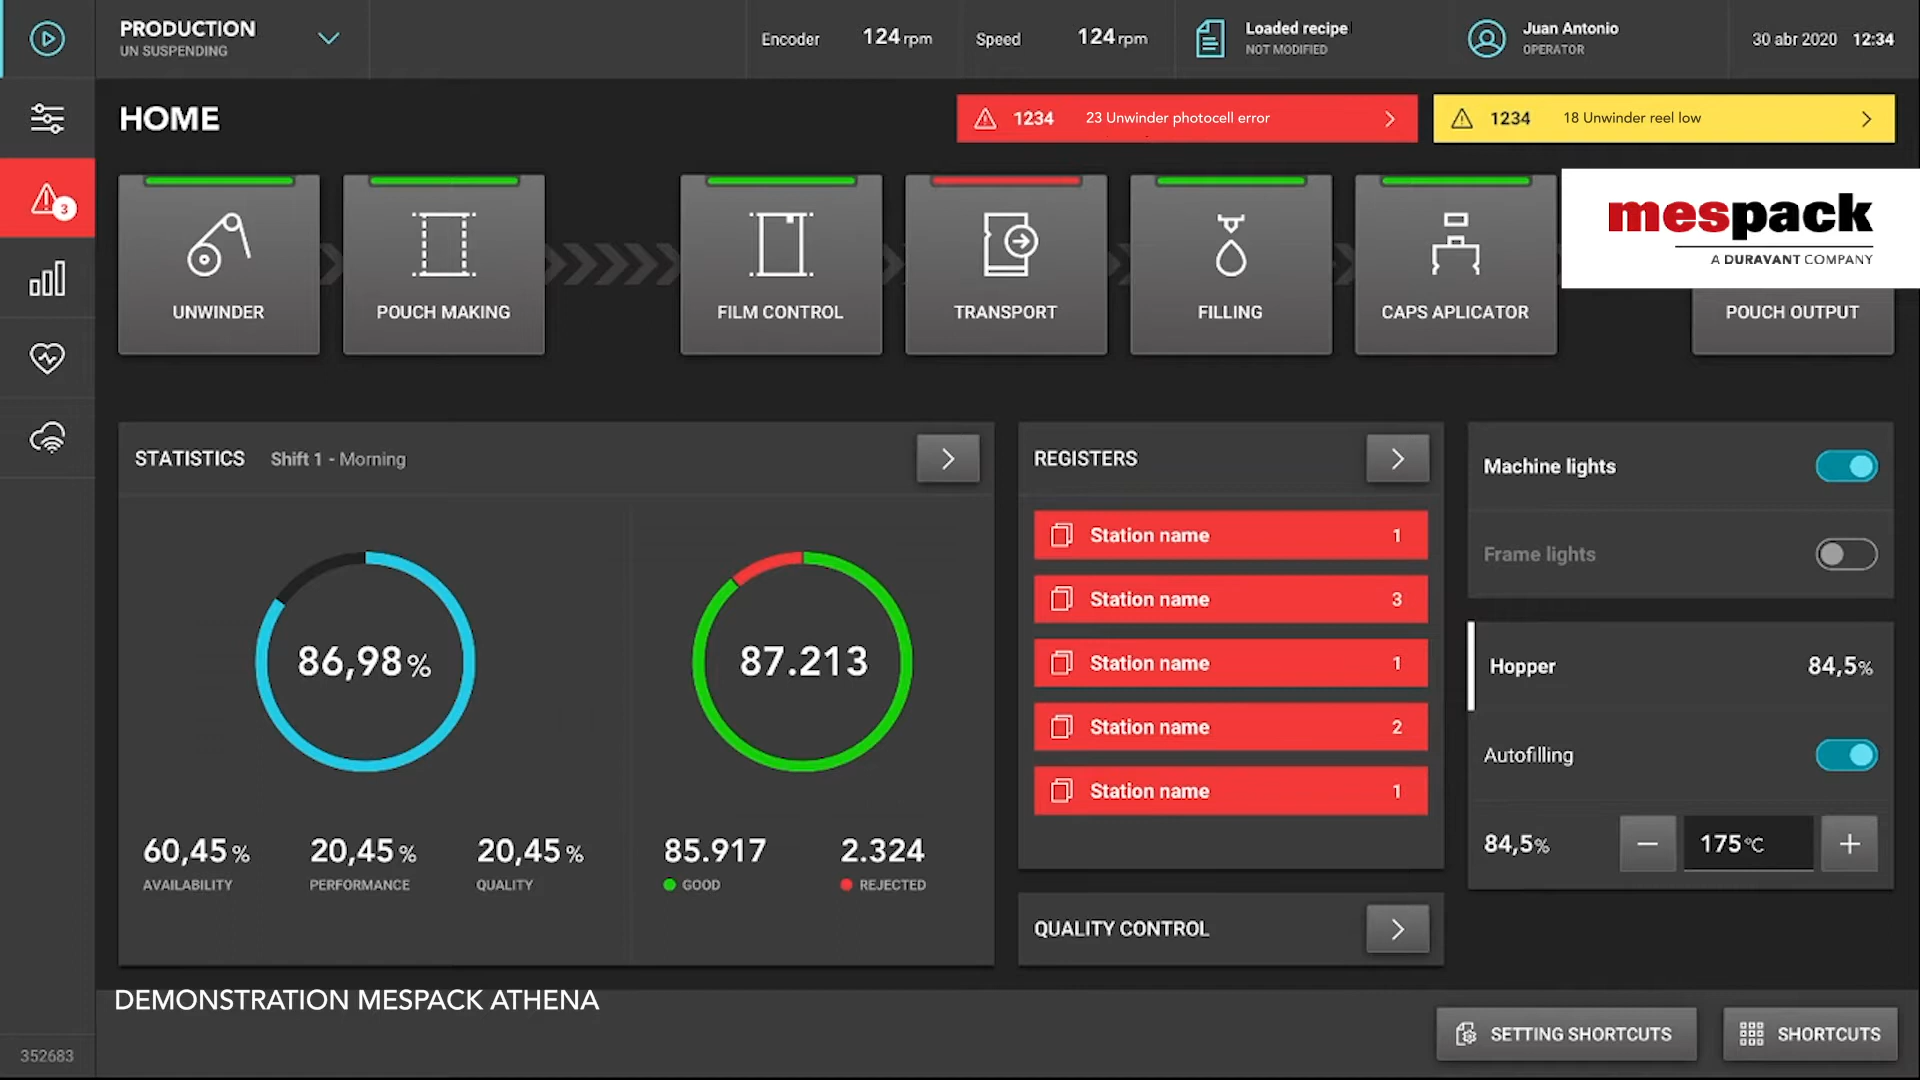 PRODUCTION
UN SUSPENDING
Encoder 124 rpm
Speed 124 rpm
Loaded recipe
NOT MODIFIED
Juan Antonio
OPERATOR
30 abr 2020 12:34
HOME
1234 23 Unwinder photocell error
1234 18 Unwinder reel low
3
mespack
A DURAVANT COMPANY
UNWINDER
POUCH MAKING
FILM CONTROL
TRANSPORT
FILLING
CAPS APLICATOR
POUCH OUTPUT
STATISTICS Shift 1 - Morning
86,98 %
87.213
60,45 %
AVAILABILITY
20,45 %
PERFORMANCE
20,45 %
QUALITY
85.917
GOOD
2.324
REJECTED
REGISTERS
Station name 1
Station name 3
Station name 1
Station name 2
Station name 1
QUALITY CONTROL
Machine lights
Frame lights
Hopper 84,5%
Autofilling
84,5% − 175 °C +
DEMONSTRATION MESPACK ATHENA
352683
SETTING SHORTCUTS
SHORTCUTS